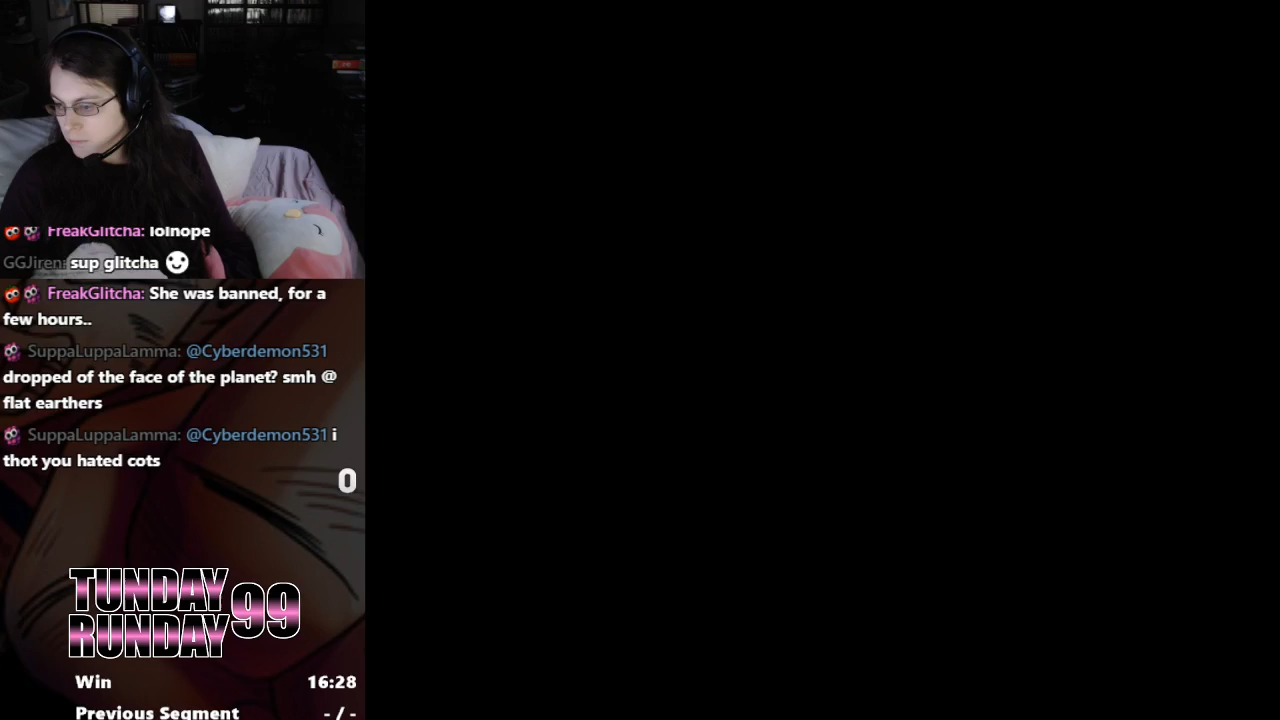 FreakGlitcha: lolnope
GGJiren: sup glitcha
FreakGlitcha: She was banned, for a
few hours..
SuppaLuppaLamma: @Cyberdemon531
dropped of the face of the planet? smh @
flat earthers
SuppaLuppaLamma: @Cyberdemon531 i
thot you hated cots
0
TUNDAY
RUNDAY 99
Win 16:28
Previous Segment - / -